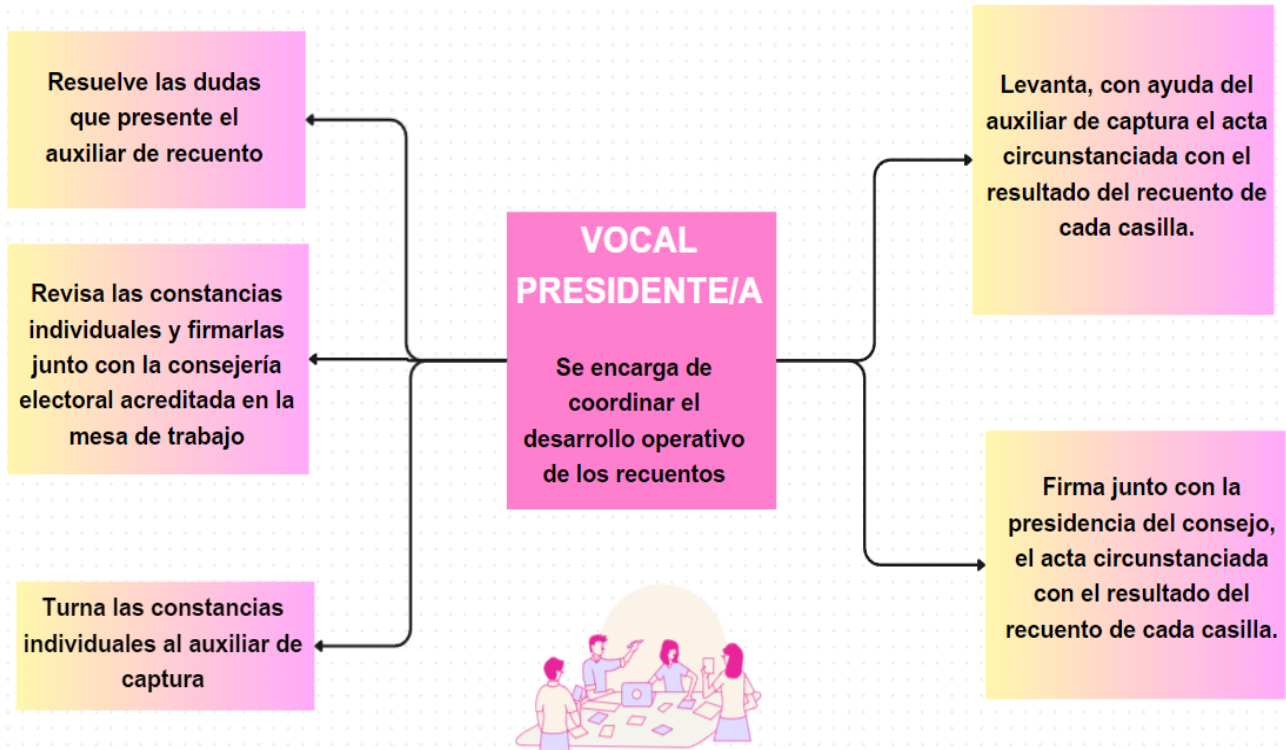 Resuelve las dudas
que presente el
auxiliar de recuento
Revisa las constancias
individuales y firmarlas
junto con la consejería
electoral acreditada en la
mesa de trabajo
Turna las constancias
individuales al auxiliar de
captura
VOCAL
PRESIDENTE/A
Se encarga de
coordinar el
desarrollo operativo
de los recuentos
Levanta, con ayuda del
auxiliar de captura el acta
circunstanciada con el
resultado del recuento de
cada casilla.
Firma junto con la
presidencia del consejo,
el acta circunstanciada
con el resultado del
recuento de cada casilla.